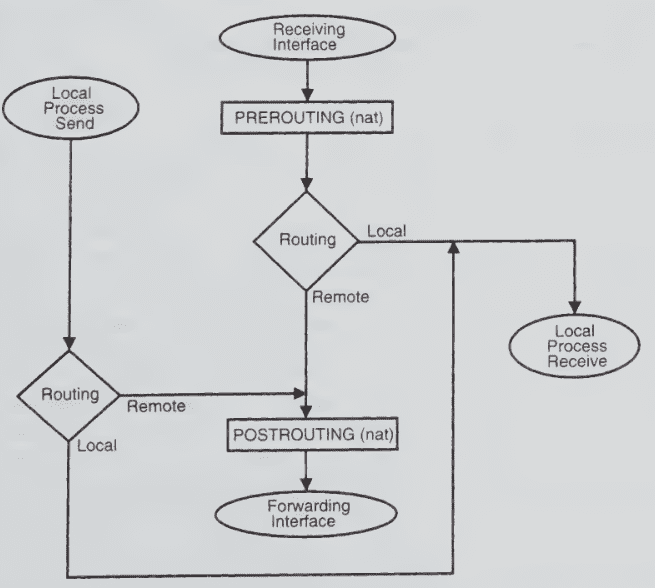 Receiving
Interface
Local
Process
Send
PREROUTING (nat)
Routing
Local
Remote
Local
Process
Receive
Routing
Remote
Local
POSTROUTING (nat)
Forwarding
Interface